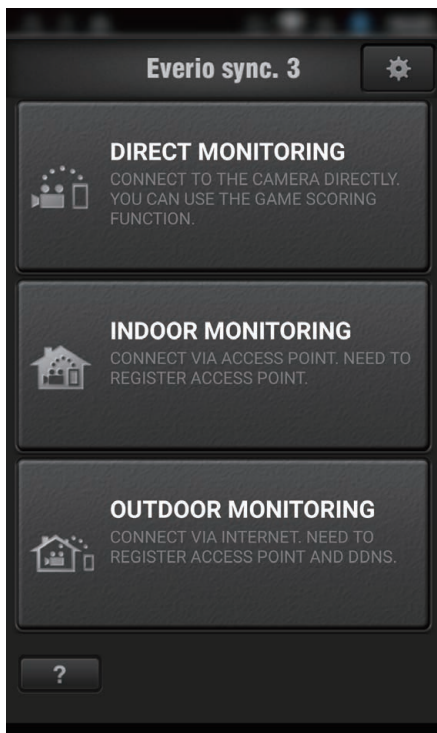 Everio sync. 3
DIRECT MONITORING
CONNECT TO THE CAMERA DIRECTLY.
YOU CAN USE THE GAME SCORING
FUNCTION.
INDOOR MONITORING
CONNECT VIA ACCESS POINT. NEED TO
REGISTER ACCESS POINT.
OUTDOOR MONITORING
CONNECT VIA INTERNET. NEED TO
REGISTER ACCESS POINT AND DDNS.
?